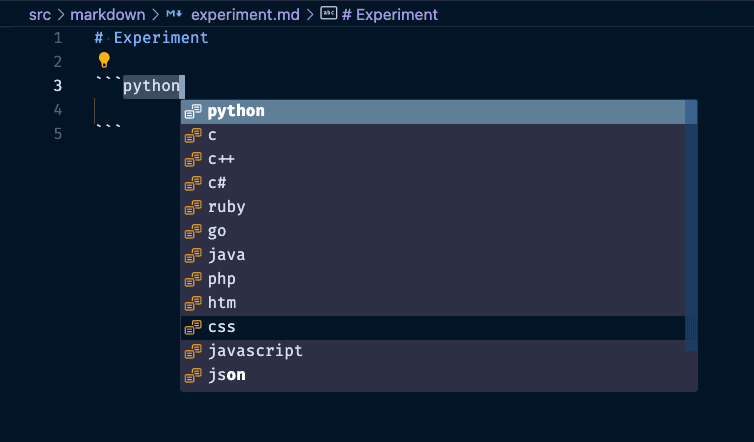 src > markdown > experiment.md > # Experiment
1 # Experiment
2
3 ```python
4
5 ```
python
c
c++
c#
ruby
go
java
php
htm
css
javascript
json